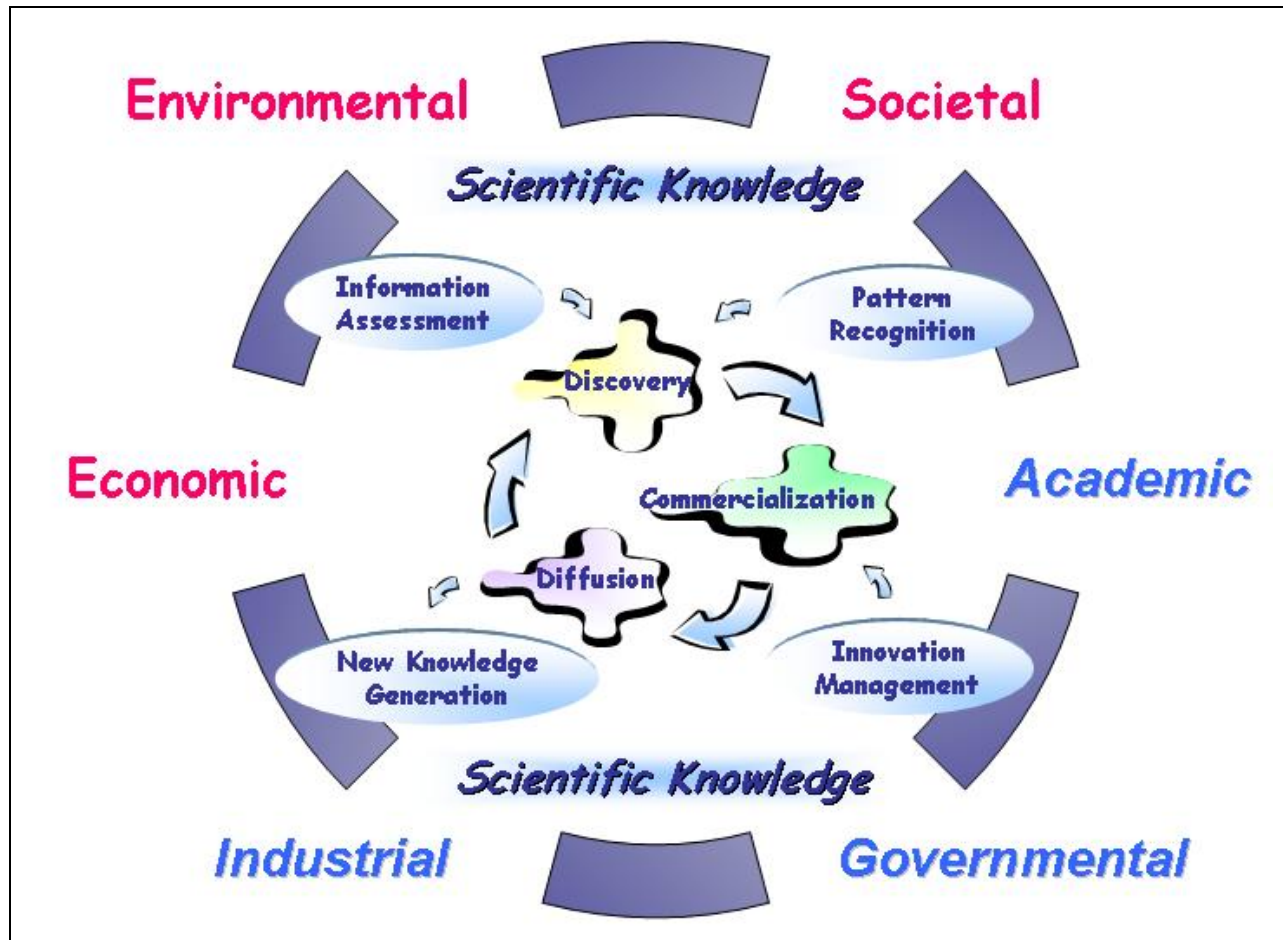 Environmental
Societal
Scientific Knowledge
Information
Assessment
Pattern
Recognition
Discovery
Economic
Commercialization
Academic
Diffusion
New Knowledge
Generation
Innovation
Management
Scientific Knowledge
Industrial
Governmental